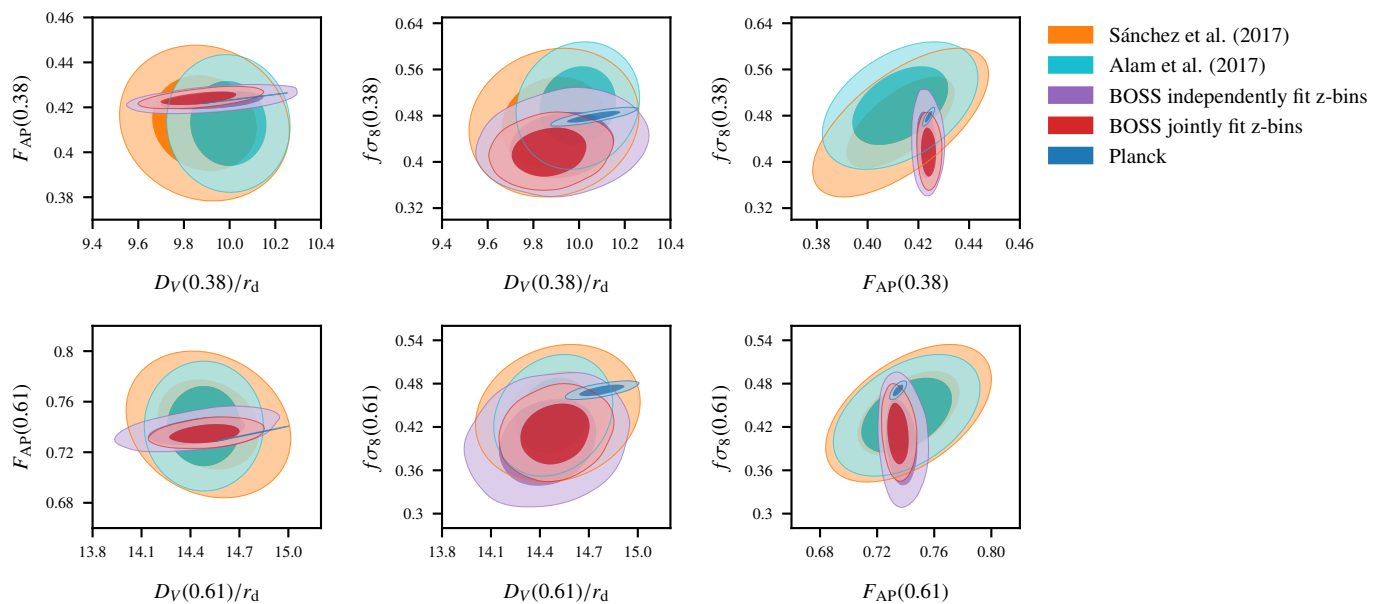 0.46
0.44
0.42
0.4
0.38
F_AP(0.38)
9.4 9.6 9.8 10.0 10.2 10.4
D_V(0.38)/r_d
0.64
0.56
0.48
0.4
0.32
fσ_8(0.38)
9.4 9.6 9.8 10.0 10.2 10.4
D_V(0.38)/r_d
0.64
0.56
0.48
0.4
0.32
fσ_8(0.38)
0.38 0.40 0.42 0.44 0.46
F_AP(0.38)
Sánchez et al. (2017)
Alam et al. (2017)
BOSS independently fit z-bins
BOSS jointly fit z-bins
Planck
0.8
0.76
0.72
0.68
F_AP(0.61)
13.8 14.1 14.4 14.7 15.0
D_V(0.61)/r_d
0.54
0.48
0.42
0.36
0.3
fσ_8(0.61)
13.8 14.1 14.4 14.7 15.0
D_V(0.61)/r_d
0.54
0.48
0.42
0.36
0.3
fσ_8(0.61)
0.68 0.72 0.76 0.80
F_AP(0.61)